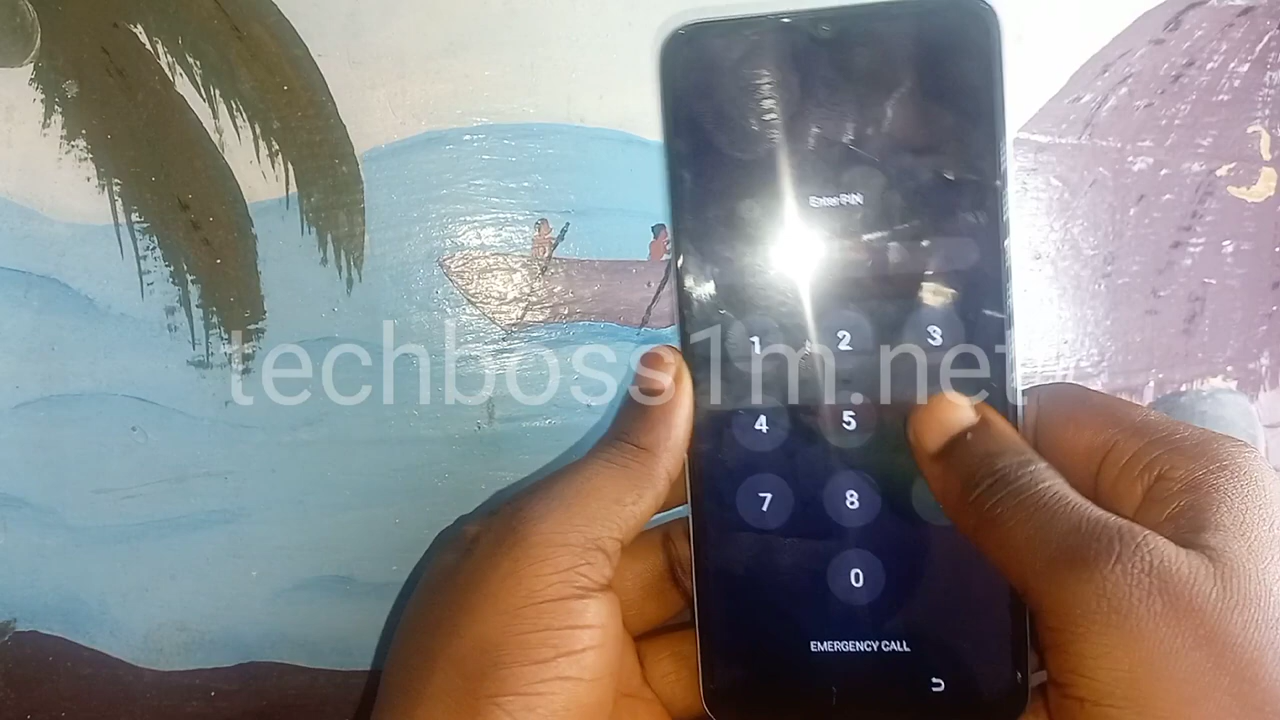 Enter PIN
1 2 3
techboss1m.net
4 5
7 8
0
EMERGENCY CALL